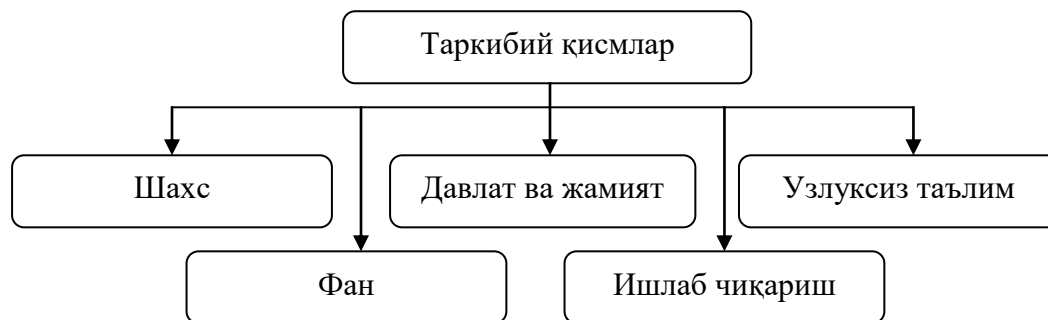 Таркибий қисмлар
Шахс
Давлат ва жамият
Узлуксиз таълим
Фан
Ишлаб чиқариш